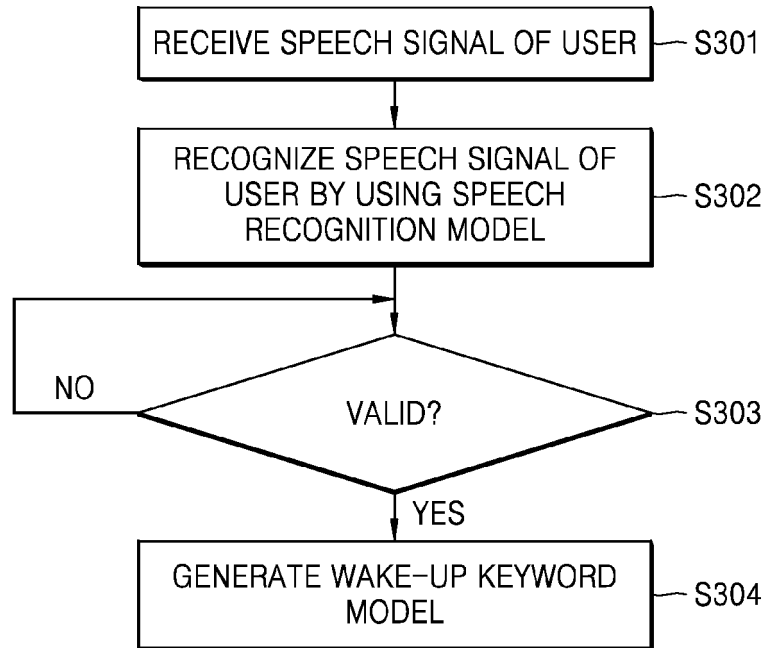 RECEIVE SPEECH SIGNAL OF USER
S301
RECOGNIZE SPEECH SIGNAL OF
USER BY USING SPEECH
RECOGNITION MODEL
S302
NO
VALID?
S303
YES
GENERATE WAKE-UP KEYWORD
MODEL
S304